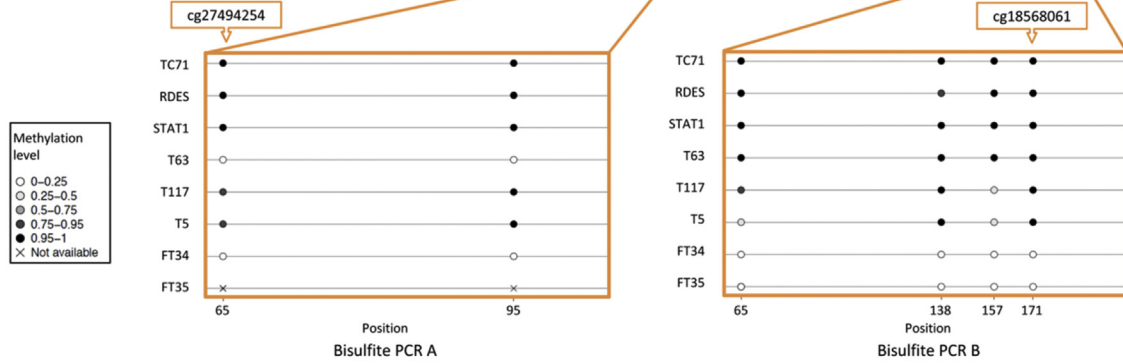 cg27494254
cg18568061
Methylation
level
0–0.25
0.25–0.5
0.5–0.75
0.75–0.95
0.95–1
Not available
TC71
RDES
STAT1
T63
T117
T5
FT34
FT35
65
95
Position
Bisulfite PCR A
TC71
RDES
STAT1
T63
T117
T5
FT34
FT35
65
138
157
171
Position
Bisulfite PCR B